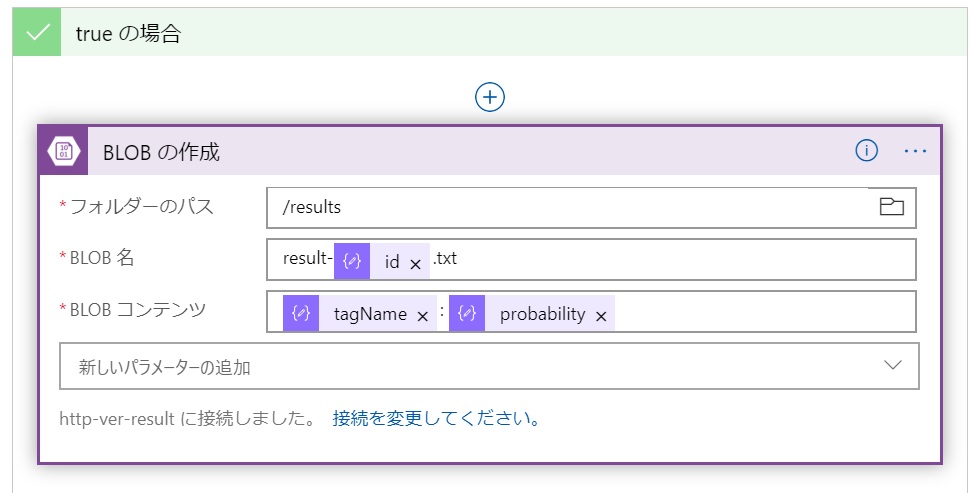 true の場合
BLOB の作成
*フォルダーのパス /results
*BLOB 名 result- id × .txt
*BLOB コンテンツ tagName × : probability ×
新しいパラメーターの追加
http-ver-result に接続しました。 接続を変更してください。